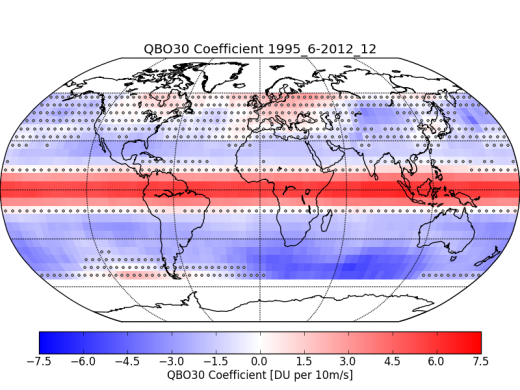 QBO30 Coefficient 1995_6-2012_12
−7.5 −6.0 −4.5 −3.0 −1.5 0.0 1.5 3.0 4.5 6.0 7.5
QBO30 Coefficient [DU per 10m/s]